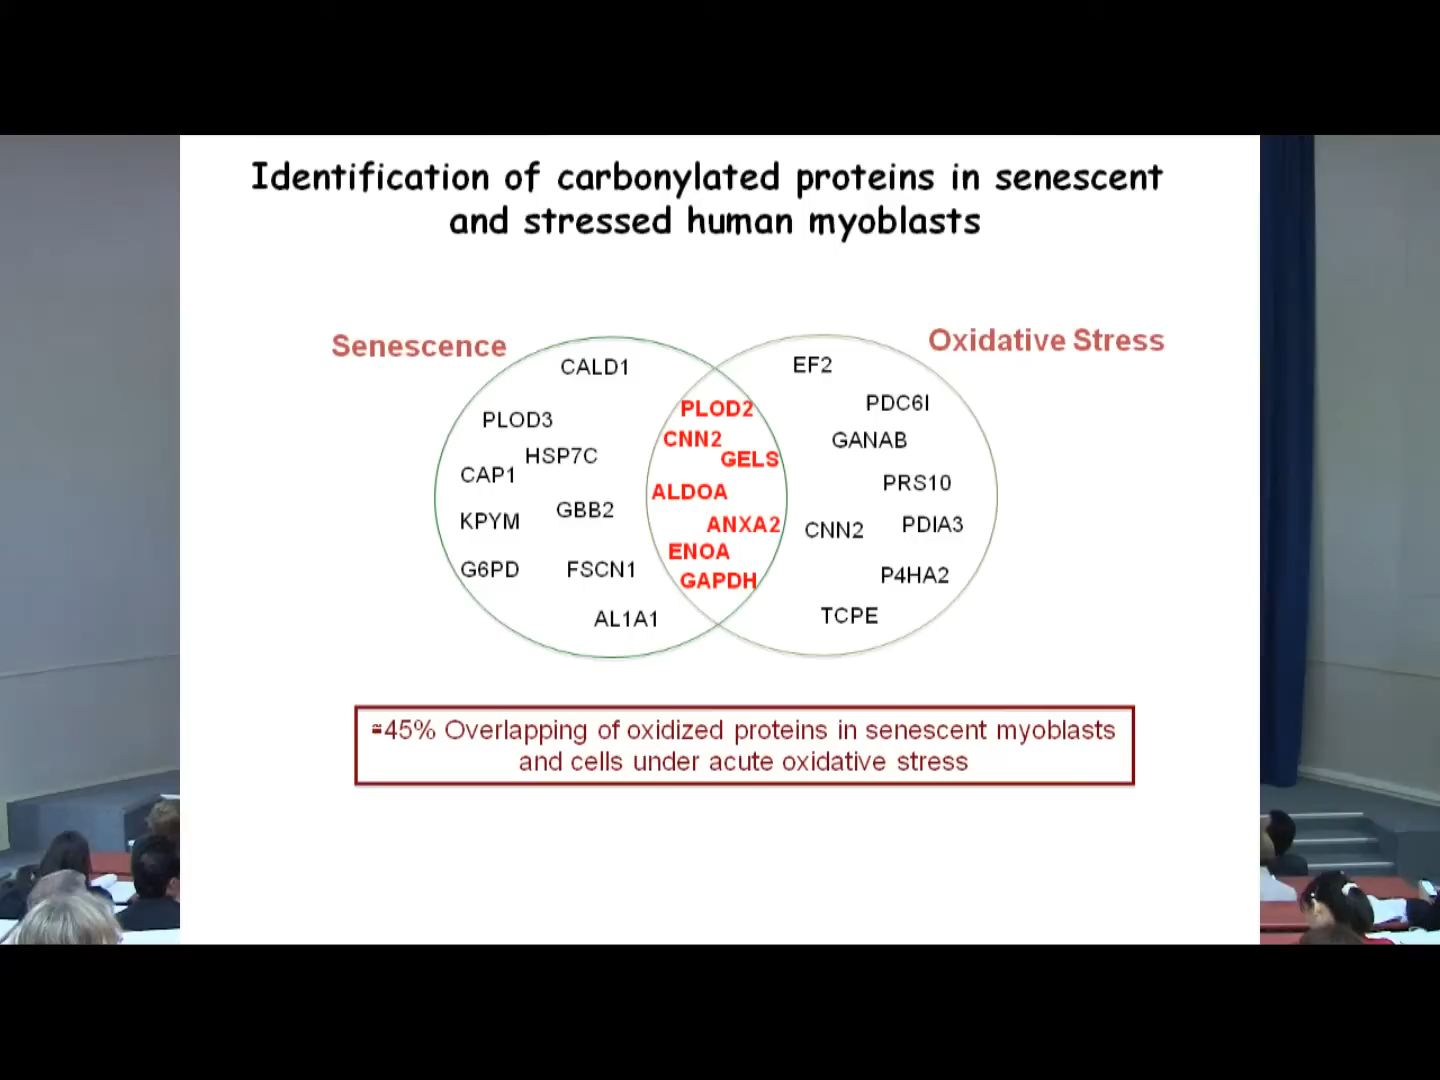 Identification of carbonylated proteins in senescent
and stressed human myoblasts
Senescence
Oxidative Stress
CALD1
PLOD3
HSP7C
CAP1
GBB2
KPYM
G6PD
FSCN1
AL1A1
PLOD2
CNN2
GELS
ALDOA
ANXA2
ENOA
GAPDH
EF2
PDC6I
GANAB
PRS10
CNN2
PDIA3
P4HA2
TCPE
≃45% Overlapping of oxidized proteins in senescent myoblasts
and cells under acute oxidative stress